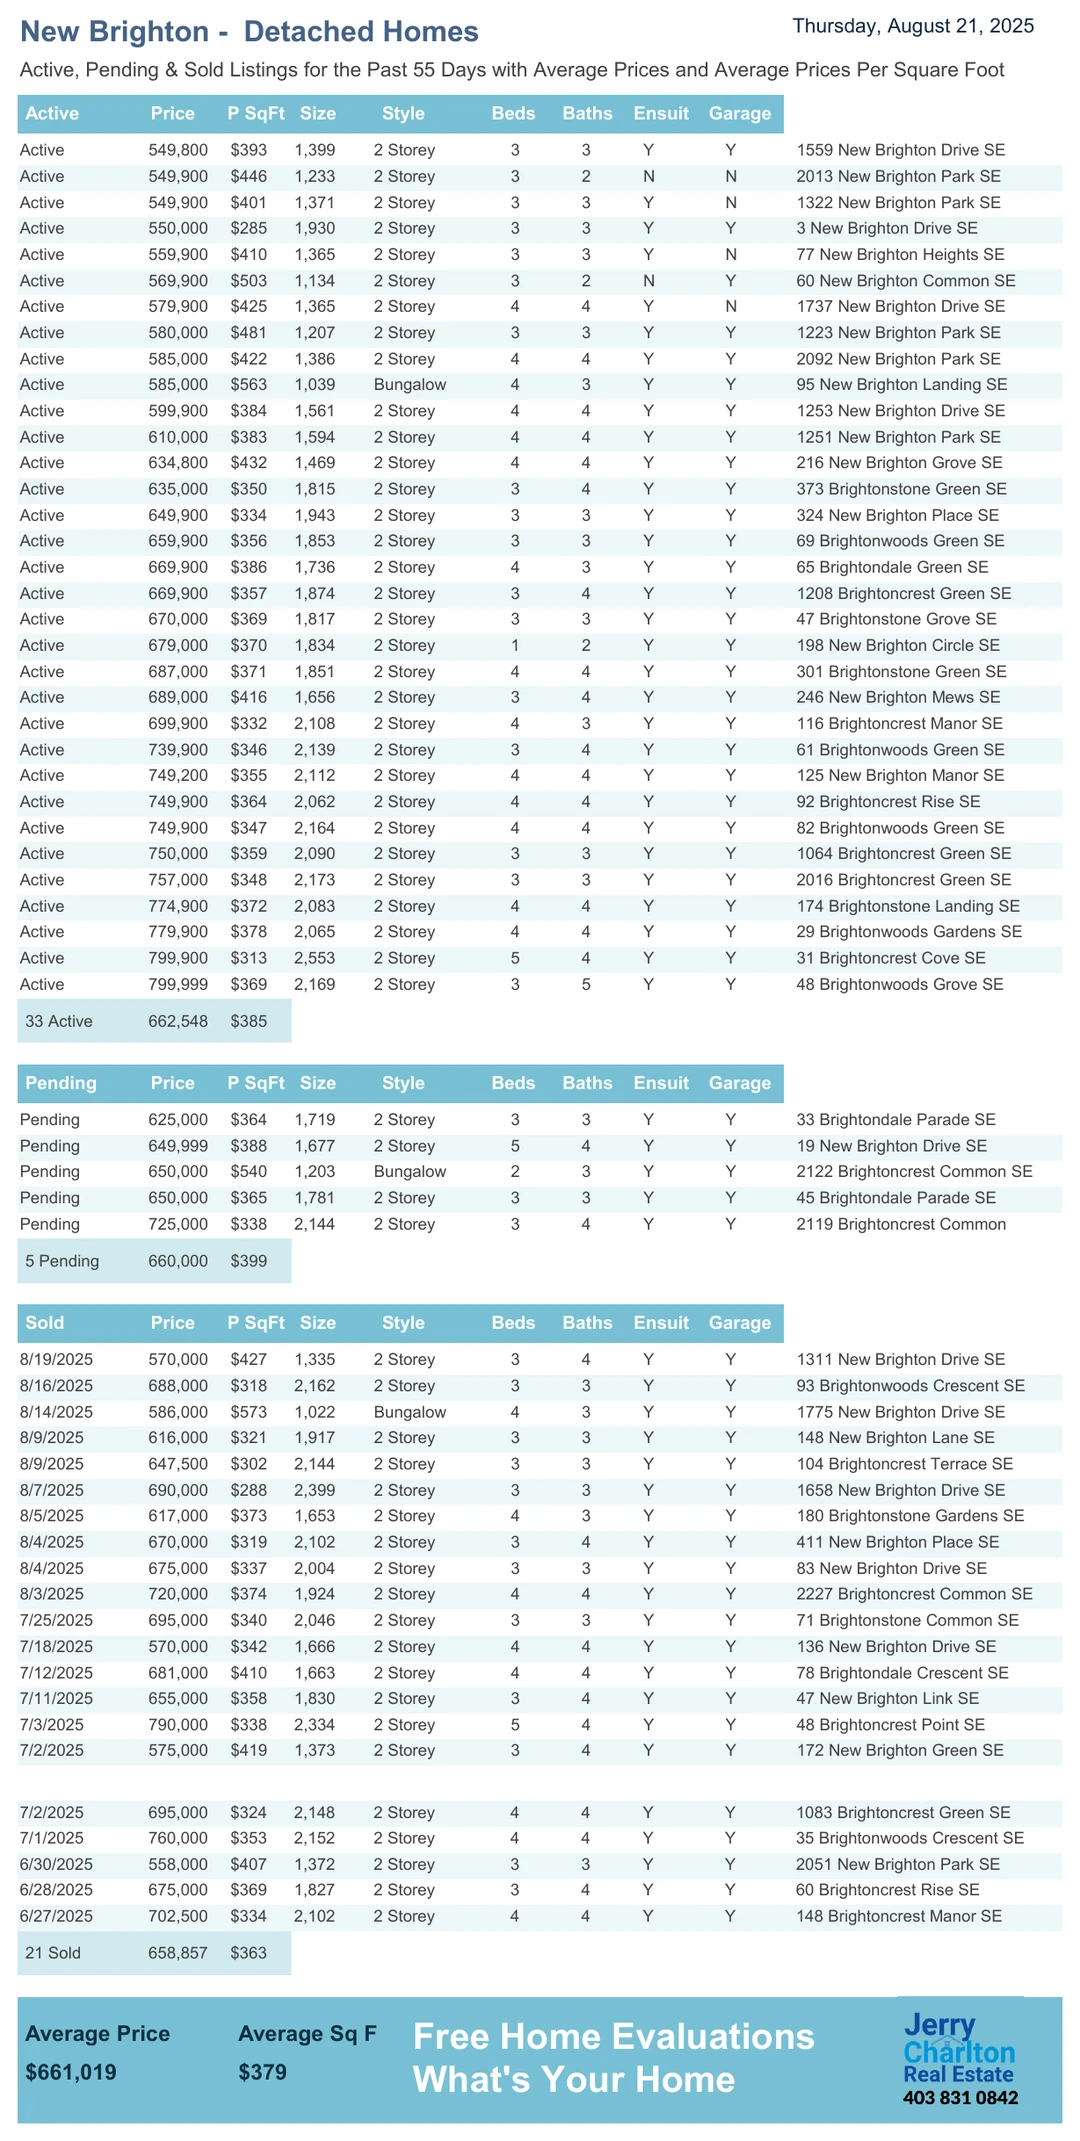 New Brighton - Detached Homes
Thursday, August 21, 2025
Active, Pending & Sold Listings for the Past 55 Days with Average Prices and Average Prices Per Square Foot
Active Price P SqFt Size Style Beds Baths Ensuit Garage
Active 549,800 $393 1,399 2 Storey 3 3 Y Y 1559 New Brighton Drive SE
Active 549,900 $446 1,233 2 Storey 3 2 N N 2013 New Brighton Park SE
Active 549,900 $401 1,371 2 Storey 3 3 Y N 1322 New Brighton Park SE
Active 550,000 $285 1,930 2 Storey 3 3 Y Y 3 New Brighton Drive SE
Active 559,900 $410 1,365 2 Storey 3 3 Y N 77 New Brighton Heights SE
Active 569,900 $503 1,134 2 Storey 3 2 N Y 60 New Brighton Common SE
Active 579,900 $425 1,365 2 Storey 4 4 Y N 1737 New Brighton Drive SE
Active 580,000 $481 1,207 2 Storey 3 3 Y Y 1223 New Brighton Park SE
Active 585,000 $422 1,386 2 Storey 4 4 Y Y 2092 New Brighton Park SE
Active 585,000 $563 1,039 Bungalow 4 3 Y Y 95 New Brighton Landing SE
Active 599,900 $384 1,561 2 Storey 4 4 Y Y 1253 New Brighton Drive SE
Active 610,000 $383 1,594 2 Storey 4 4 Y Y 1251 New Brighton Park SE
Active 634,800 $432 1,469 2 Storey 4 4 Y Y 216 New Brighton Grove SE
Active 635,000 $350 1,815 2 Storey 3 4 Y Y 373 Brightonstone Green SE
Active 649,900 $334 1,943 2 Storey 3 3 Y Y 324 New Brighton Place SE
Active 659,900 $356 1,853 2 Storey 3 3 Y Y 69 Brightonwoods Green SE
Active 669,900 $386 1,736 2 Storey 4 3 Y Y 65 Brightondale Green SE
Active 669,900 $357 1,874 2 Storey 3 4 Y Y 1208 Brightoncrest Green SE
Active 670,000 $369 1,817 2 Storey 3 3 Y Y 47 Brightonstone Grove SE
Active 679,000 $370 1,834 2 Storey 1 2 Y Y 198 New Brighton Circle SE
Active 687,000 $371 1,851 2 Storey 4 4 Y Y 301 Brightonstone Green SE
Active 689,000 $416 1,656 2 Storey 3 4 Y Y 246 New Brighton Mews SE
Active 699,900 $332 2,108 2 Storey 4 3 Y Y 116 Brightoncrest Manor SE
Active 739,900 $346 2,139 2 Storey 3 4 Y Y 61 Brightonwoods Green SE
Active 749,200 $355 2,112 2 Storey 4 4 Y Y 125 New Brighton Manor SE
Active 749,900 $364 2,062 2 Storey 4 4 Y Y 92 Brightoncrest Rise SE
Active 749,900 $347 2,164 2 Storey 4 4 Y Y 82 Brightonwoods Green SE
Active 750,000 $359 2,090 2 Storey 3 3 Y Y 1064 Brightoncrest Green SE
Active 757,000 $348 2,173 2 Storey 3 3 Y Y 2016 Brightoncrest Green SE
Active 774,900 $372 2,083 2 Storey 4 4 Y Y 174 Brightonstone Landing SE
Active 779,900 $378 2,065 2 Storey 4 4 Y Y 29 Brightonwoods Gardens SE
Active 799,900 $313 2,553 2 Storey 5 4 Y Y 31 Brightoncrest Cove SE
Active 799,999 $369 2,169 2 Storey 3 5 Y Y 48 Brightonwoods Grove SE
33 Active 662,548 $385
Pending Price P SqFt Size Style Beds Baths Ensuit Garage
Pending 625,000 $364 1,719 2 Storey 3 3 Y Y 33 Brightondale Parade SE
Pending 649,999 $388 1,677 2 Storey 5 4 Y Y 19 New Brighton Drive SE
Pending 650,000 $540 1,203 Bungalow 2 3 Y Y 2122 Brightoncrest Common SE
Pending 650,000 $365 1,781 2 Storey 3 3 Y Y 45 Brightondale Parade SE
Pending 725,000 $338 2,144 2 Storey 3 4 Y Y 2119 Brightoncrest Common
5 Pending 660,000 $399
Sold Price P SqFt Size Style Beds Baths Ensuit Garage
8/19/2025 570,000 $427 1,335 2 Storey 3 4 Y Y 1311 New Brighton Drive SE
8/16/2025 688,000 $318 2,162 2 Storey 3 3 Y Y 93 Brightonwoods Crescent SE
8/14/2025 586,000 $573 1,022 Bungalow 4 3 Y Y 1775 New Brighton Drive SE
8/9/2025 616,000 $321 1,917 2 Storey 3 3 Y Y 148 New Brighton Lane SE
8/9/2025 647,500 $302 2,144 2 Storey 3 3 Y Y 104 Brightoncrest Terrace SE
8/7/2025 690,000 $288 2,399 2 Storey 3 3 Y Y 1658 New Brighton Drive SE
8/5/2025 617,000 $373 1,653 2 Storey 4 3 Y Y 180 Brightonstone Gardens SE
8/4/2025 670,000 $319 2,102 2 Storey 3 4 Y Y 411 New Brighton Place SE
8/4/2025 675,000 $337 2,004 2 Storey 3 3 Y Y 83 New Brighton Drive SE
8/3/2025 720,000 $374 1,924 2 Storey 4 4 Y Y 2227 Brightoncrest Common SE
7/25/2025 695,000 $340 2,046 2 Storey 3 3 Y Y 71 Brightonstone Common SE
7/18/2025 570,000 $342 1,666 2 Storey 4 4 Y Y 136 New Brighton Drive SE
7/12/2025 681,000 $410 1,663 2 Storey 4 4 Y Y 78 Brightondale Crescent SE
7/11/2025 655,000 $358 1,830 2 Storey 3 4 Y Y 47 New Brighton Link SE
7/3/2025 790,000 $338 2,334 2 Storey 5 4 Y Y 48 Brightoncrest Point SE
7/2/2025 575,000 $419 1,373 2 Storey 3 4 Y Y 172 New Brighton Green SE
7/2/2025 695,000 $324 2,148 2 Storey 4 4 Y Y 1083 Brightoncrest Green SE
7/1/2025 760,000 $353 2,152 2 Storey 4 4 Y Y 35 Brightonwoods Crescent SE
6/30/2025 558,000 $407 1,372 2 Storey 3 3 Y Y 2051 New Brighton Park SE
6/28/2025 675,000 $369 1,827 2 Storey 3 4 Y Y 60 Brightoncrest Rise SE
6/27/2025 702,500 $334 2,102 2 Storey 4 4 Y Y 148 Brightoncrest Manor SE
21 Sold 658,857 $363
Average Price Average Sq F
$661,019 $379
Free Home Evaluations
What's Your Home
Jerry
Charlton
Real Estate
403 831 0842